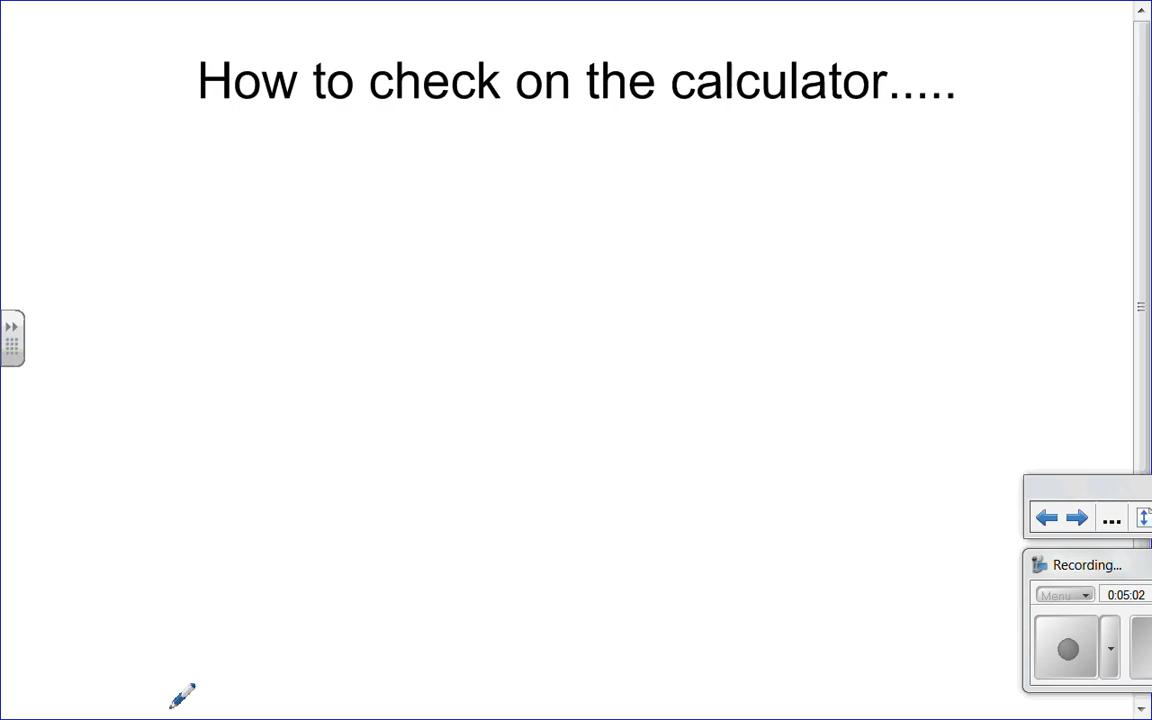 How to check on the calculator.....
...
Recording...
Menu
0:05:02